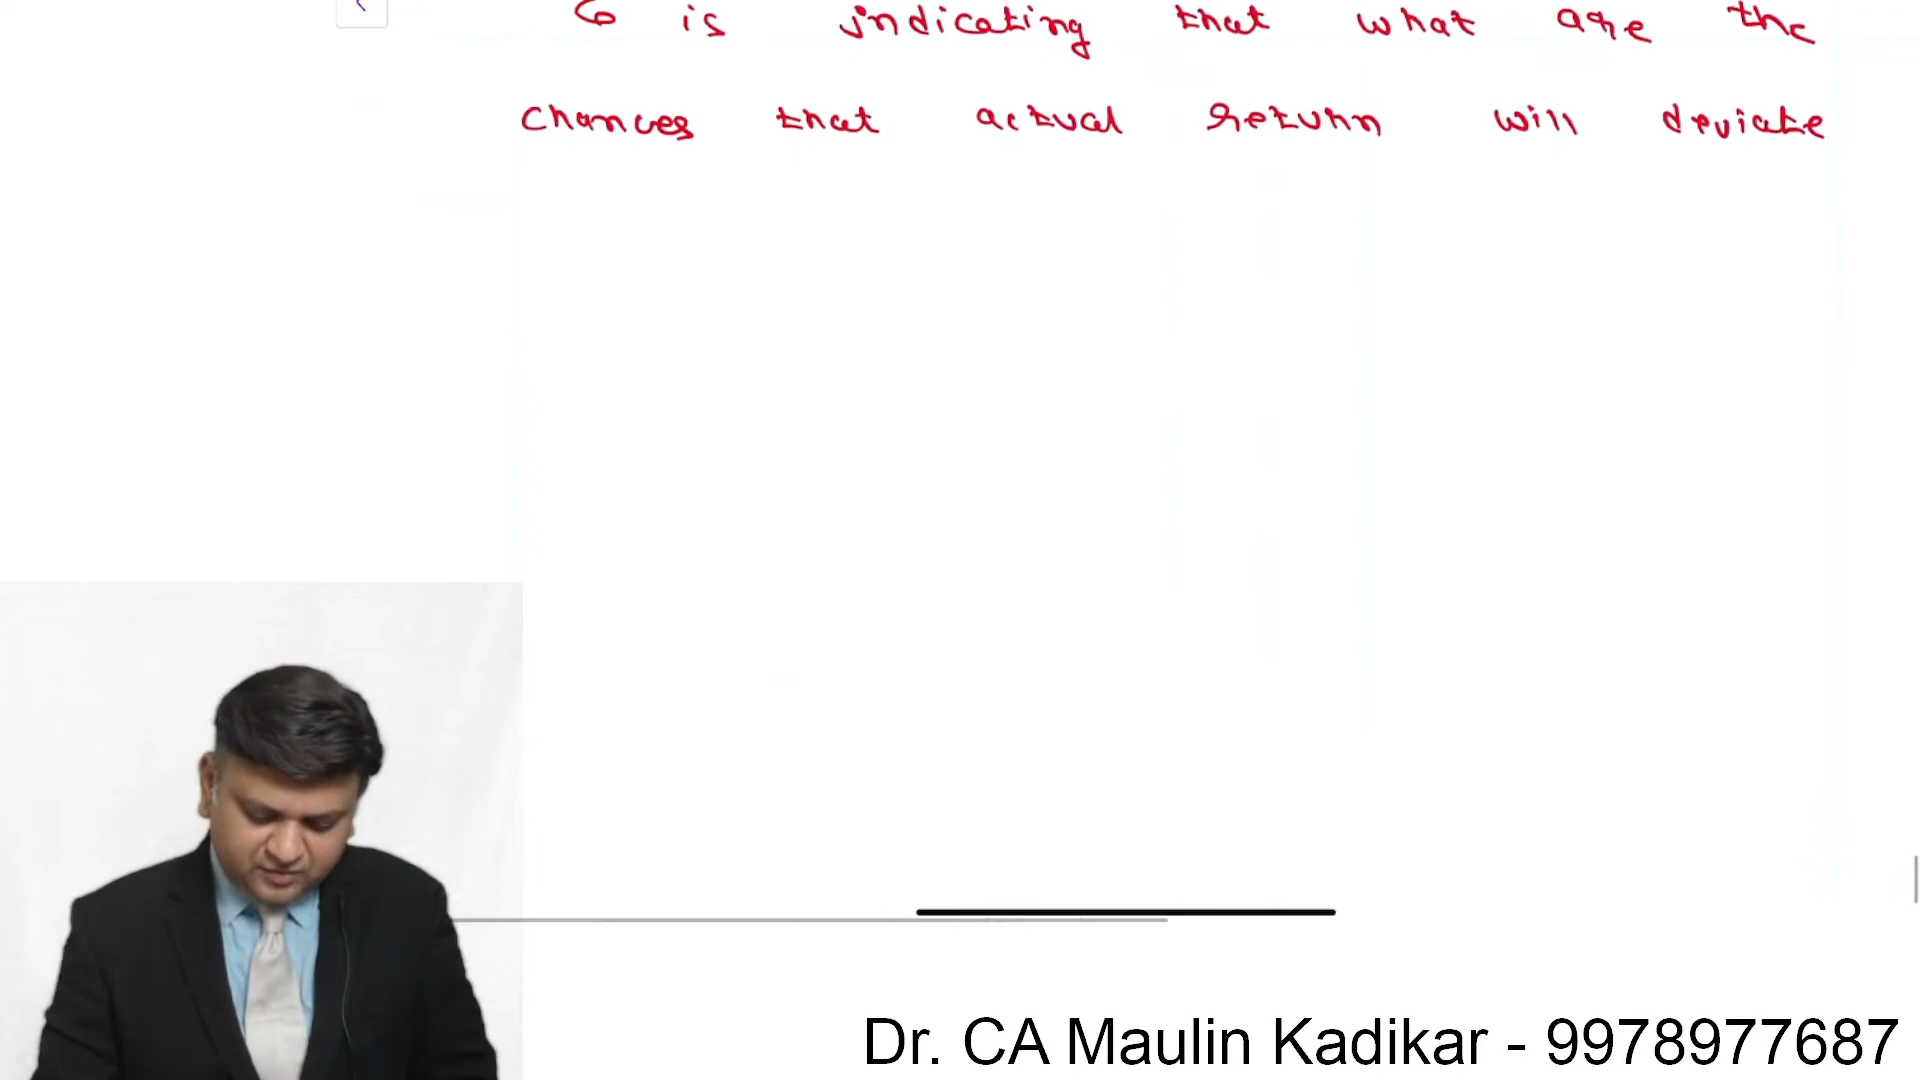 σ is indicating that what are the
chances that actual return will deviate
Dr. CA Maulin Kadikar - 9978977687